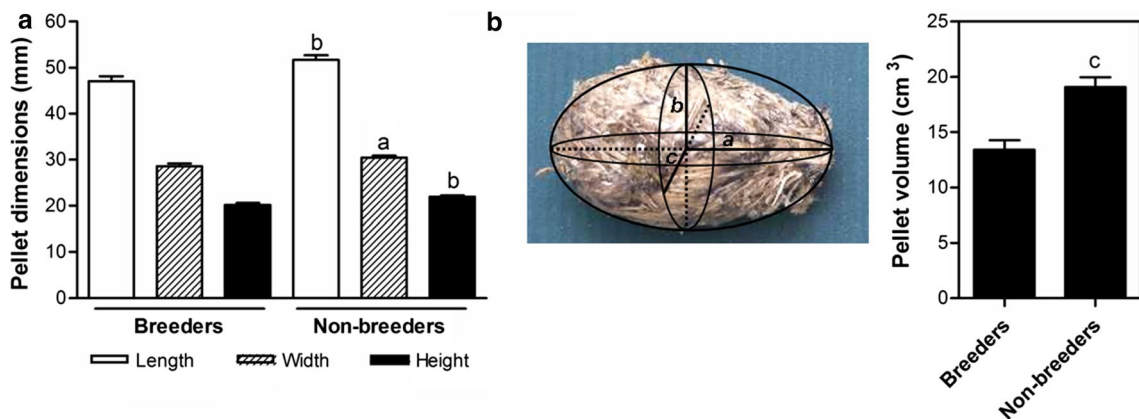 a
Pellet dimensions (mm)
60
50
40
30
20
10
0
b
a
b
Breeders
Non-breeders
Length
Width
Height
b
b
a
c
Pellet volume (cm³)
25
20
15
10
5
0
c
Breeders
Non-breeders